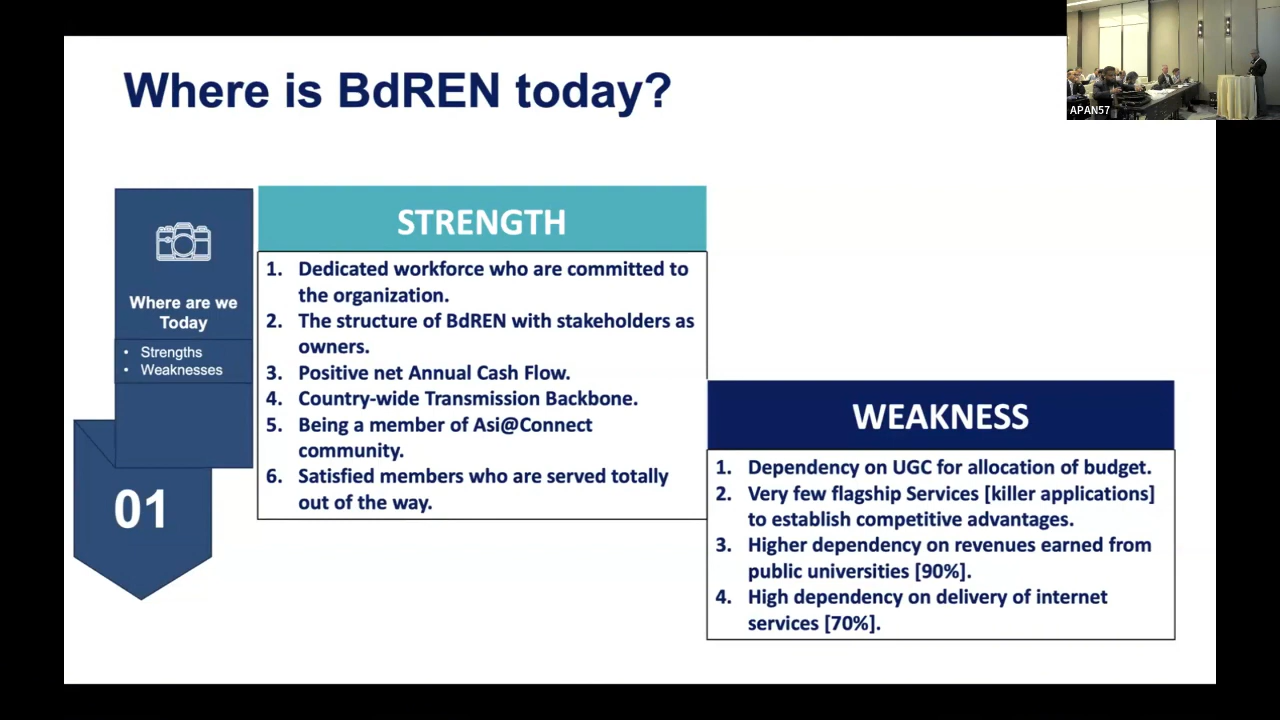 Where is BdREN today?
APAN57
Where are we
Today
• Strengths
• Weaknesses
01
STRENGTH
1. Dedicated workforce who are committed to
the organization.
2. The structure of BdREN with stakeholders as
owners.
3. Positive net Annual Cash Flow.
4. Country-wide Transmission Backbone.
5. Being a member of Asi@Connect
community.
6. Satisfied members who are served totally
out of the way.
WEAKNESS
1. Dependency on UGC for allocation of budget.
2. Very few flagship Services [killer applications]
to establish competitive advantages.
3. Higher dependency on revenues earned from
public universities [90%].
4. High dependency on delivery of internet
services [70%].